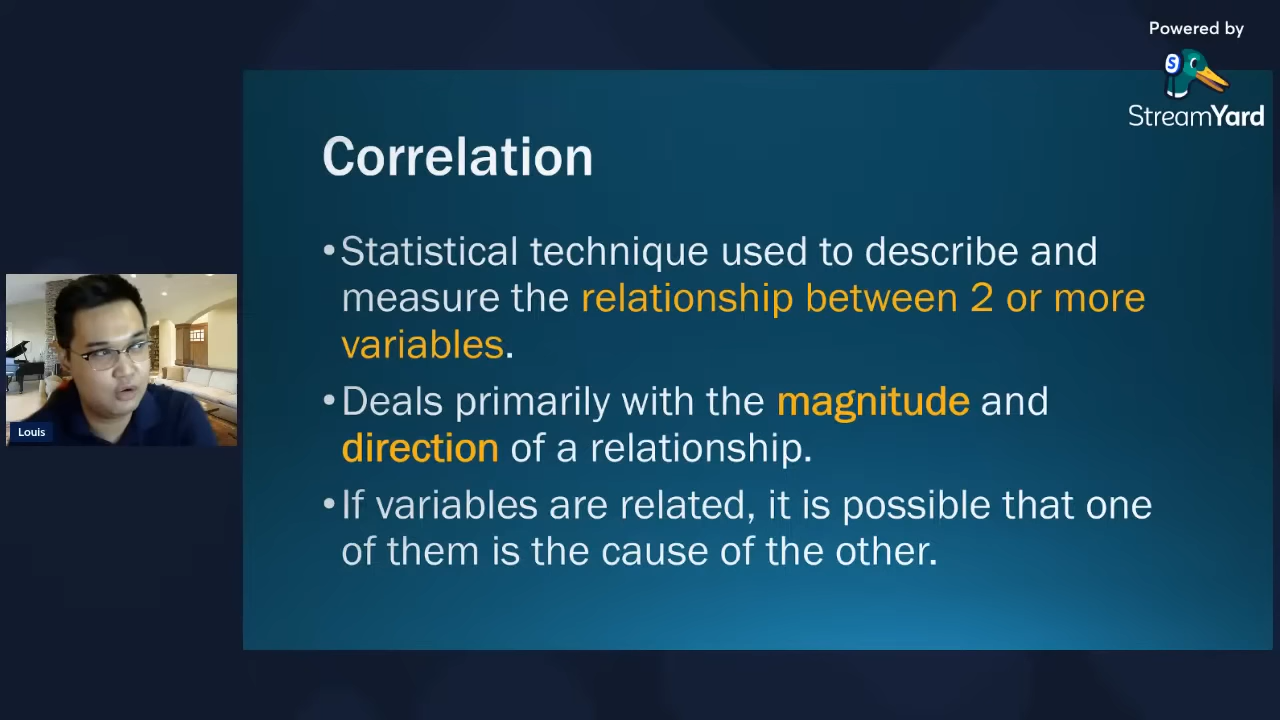 Powered by
S
StreamYard
Correlation
•Statistical technique used to describe and
measure the relationship between 2 or more
variables.
•Deals primarily with the magnitude and
direction of a relationship.
•If variables are related, it is possible that one
of them is the cause of the other.
Louis